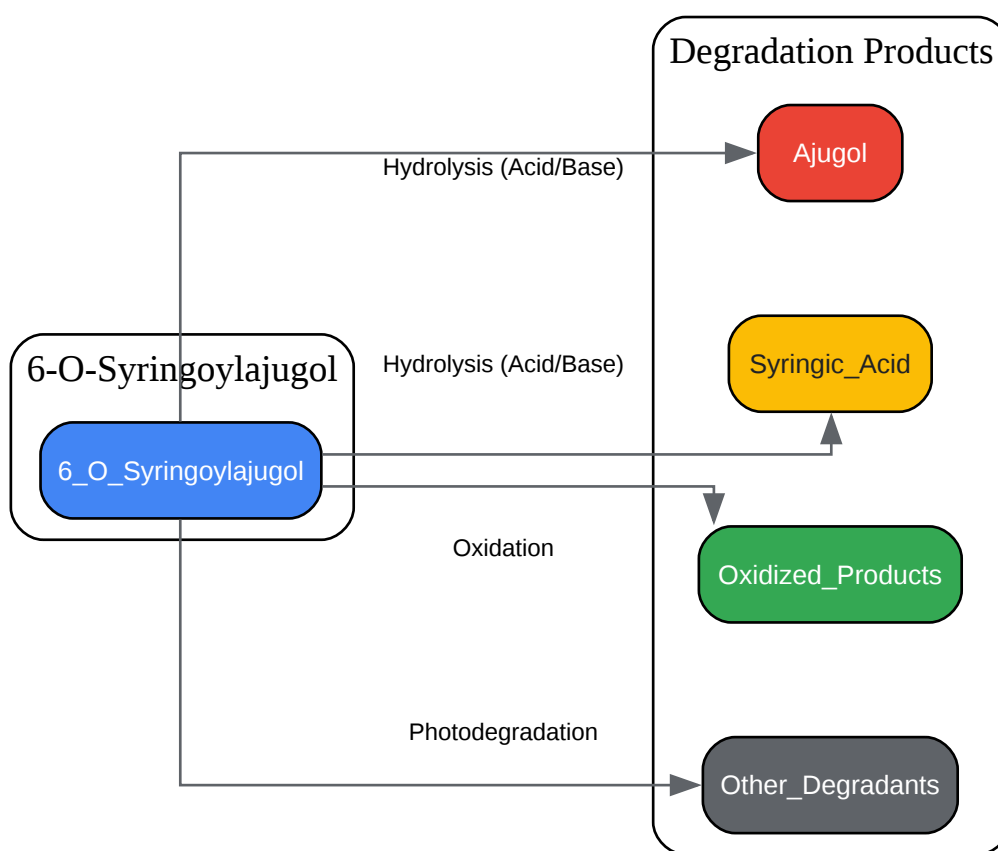 Degradation Products
Ajugol
Hydrolysis (Acid/Base)
Syringic_Acid
Hydrolysis (Acid/Base)
6-O-Syringoylajugol
6_O_Syringoylajugol
Oxidation
Oxidized_Products
Photodegradation
Other_Degradants